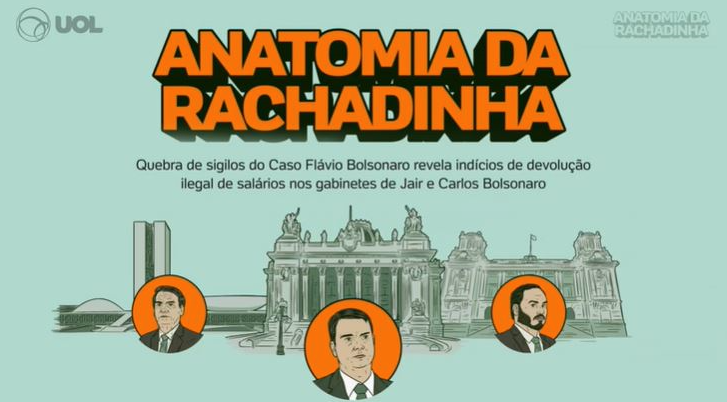 UOL
ANATOMIA DA
RACHADINHA
ANATOMIA DA
RACHADINHA
Quebra de sigilos do Caso Flávio Bolsonaro revela indícios de devolução
ilegal de salários nos gabinetes de Jair e Carlos Bolsonaro